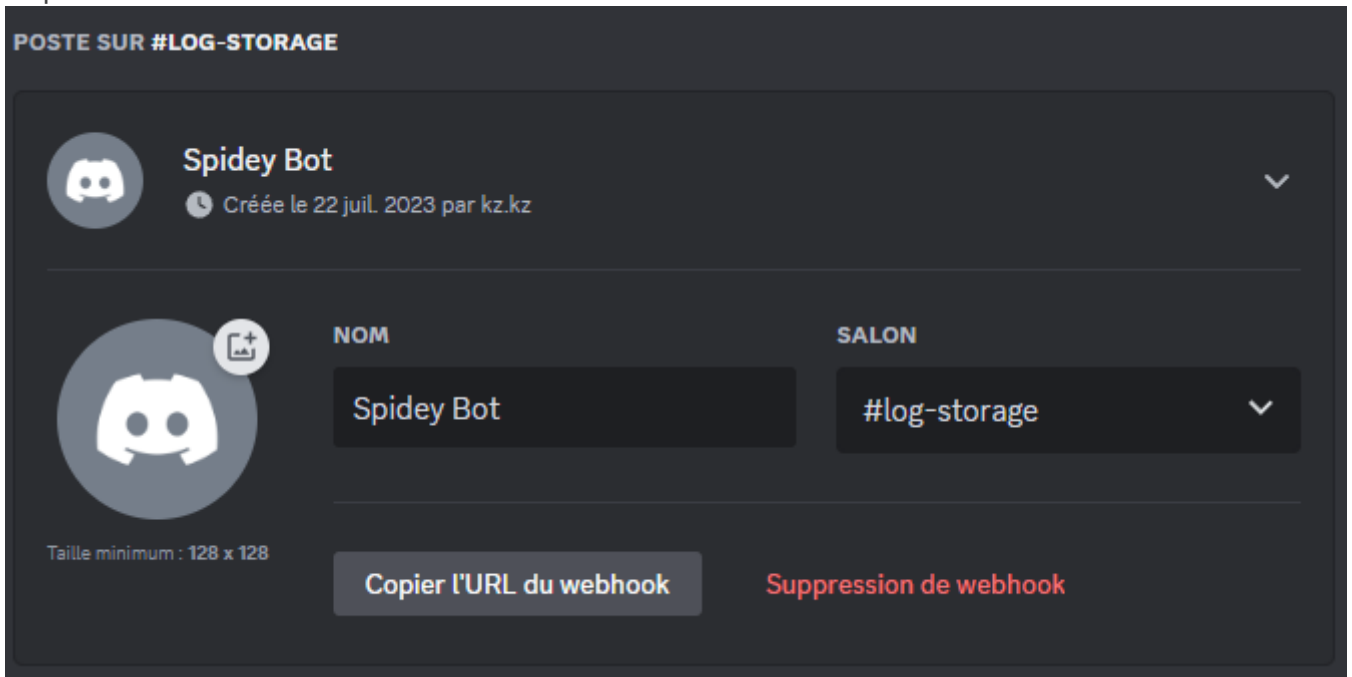 POSTE SUR #LOG-STORAGE
Spidey Bot
Créée le 22 juil. 2023 par kz.kz
NOM
SALON
Spidey Bot
#log-storage
Taille minimum : 128 x 128
Copier l'URL du webhook
Suppression de webhook